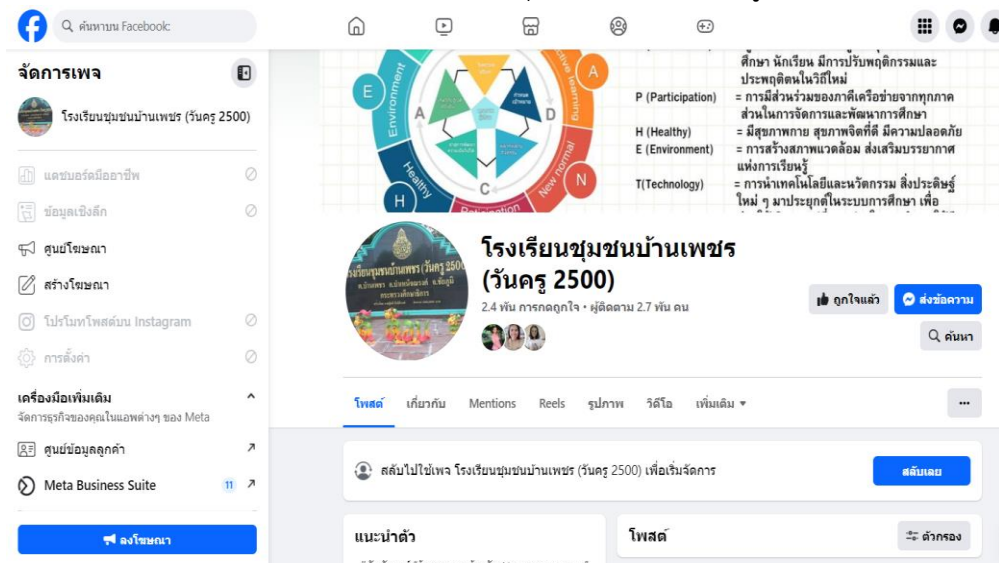 ค้นหาบน Facebook
จัดการเพจ
โรงเรียนชุมชนบ้านเพชร (วันครู 2500)
แดชบอร์ดมืออาชีพ
ข้อมูลเชิงลึก
ศูนย์โฆษณา
สร้างโฆษณา
โปรโมทโพสต์บน Instagram
การตั้งค่า
เครื่องมือเพิ่มเติม
จัดการธุรกิจของคุณในแอพต่างๆ ของ Meta
ศูนย์ข้อมูลลูกค้า
Meta Business Suite 11
ลงโฆษณา
E Environment
Active learning A
A D C
H Healthy
New normal N
Participation
ศึกษา นักเรียน มีการปรับพฤติกรรมและ
ประพฤติตนในวิถีใหม่
P (Participation) = การมีส่วนร่วมของภาคีเครือข่ายจากทุกภาค
ส่วนในการจัดการและพัฒนาการศึกษา
H (Healthy) = มีสุขภาพกาย สุขภาพจิตที่ดี มีความปลอดภัย
E (Environment) = การสร้างสภาพแวดล้อม ส่งเสริมบรรยากาศ
แห่งการเรียนรู้
T(Technology) = การนำเทคโนโลยีและนวัตกรรม สิ่งประดิษฐ์
ใหม่ ๆ มาประยุกต์ในระบบการศึกษา เพื่อ
โรงเรียนชุมชนบ้านเพชร (วันครู 2500)
โรงเรียนชุมชนบ้านเพชร
(วันครู 2500)
2.4 พัน การกดถูกใจ • ผู้ติดตาม 2.7 พัน คน
ถูกใจแล้ว
ส่งข้อความ
ค้นหา
โพสต์ เกี่ยวกับ Mentions Reels รูปภาพ วิดีโอ เพิ่มเติม
สลับไปใช้เพจ โรงเรียนชุมชนบ้านเพชร (วันครู 2500) เพื่อเริ่มจัดการ
สลับเลย
แนะนำตัว
โพสต์
ตัวกรอง